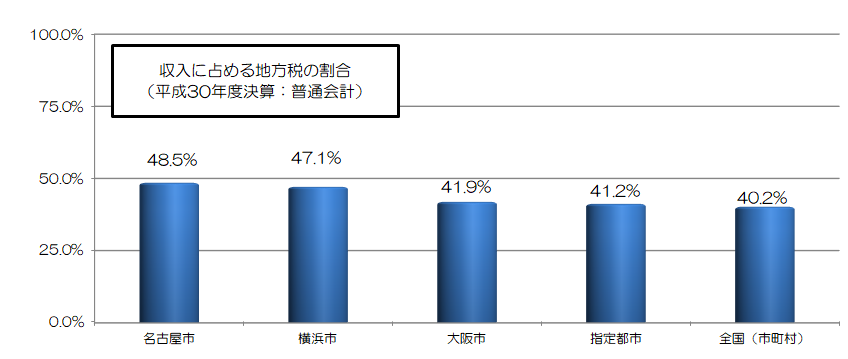 100.0%
収入に占める地方税の割合
（平成30年度決算：普通会計）
75.0%
48.5%
47.1%
50.0%
41.9%
41.2%
40.2%
25.0%
0.0%
名古屋市
横浜市
大阪市
指定都市
全国（市町村）